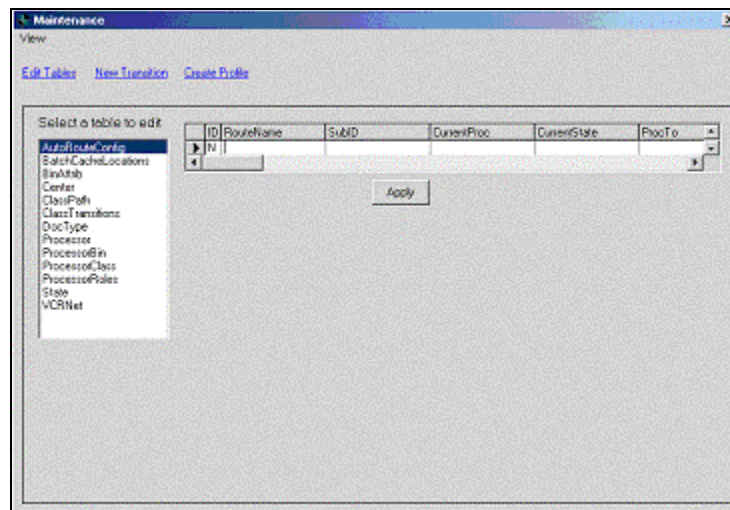 Maintenance
View
Edit Tables New Transition Create Profile
Select a table to edit
ID RouteName SubID CurrentProc CurrentState ProcTo
N
AutoRouteConfig
BatchCacheLocations
BinAttrib
Center
ClassPath
ClassTransitions
DocType
Processor
ProcessorBin
ProcessorClass
ProcessorRoles
State
VCRNet
Apply